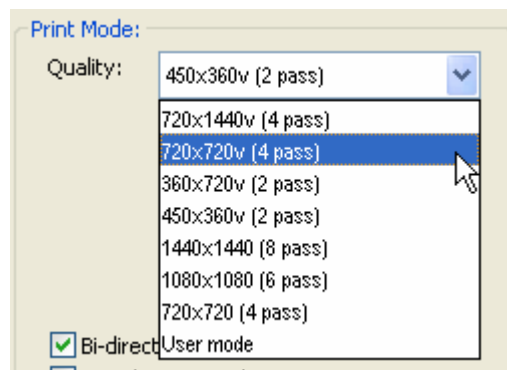 Print Mode:
Quality: 450x360v (2 pass)
720x1440v (4 pass)
720x720v (4 pass)
360x720v (2 pass)
450x360v (2 pass)
1440x1440 (8 pass)
1080x1080 (6 pass)
720x720 (4 pass)
Bi-direct User mode